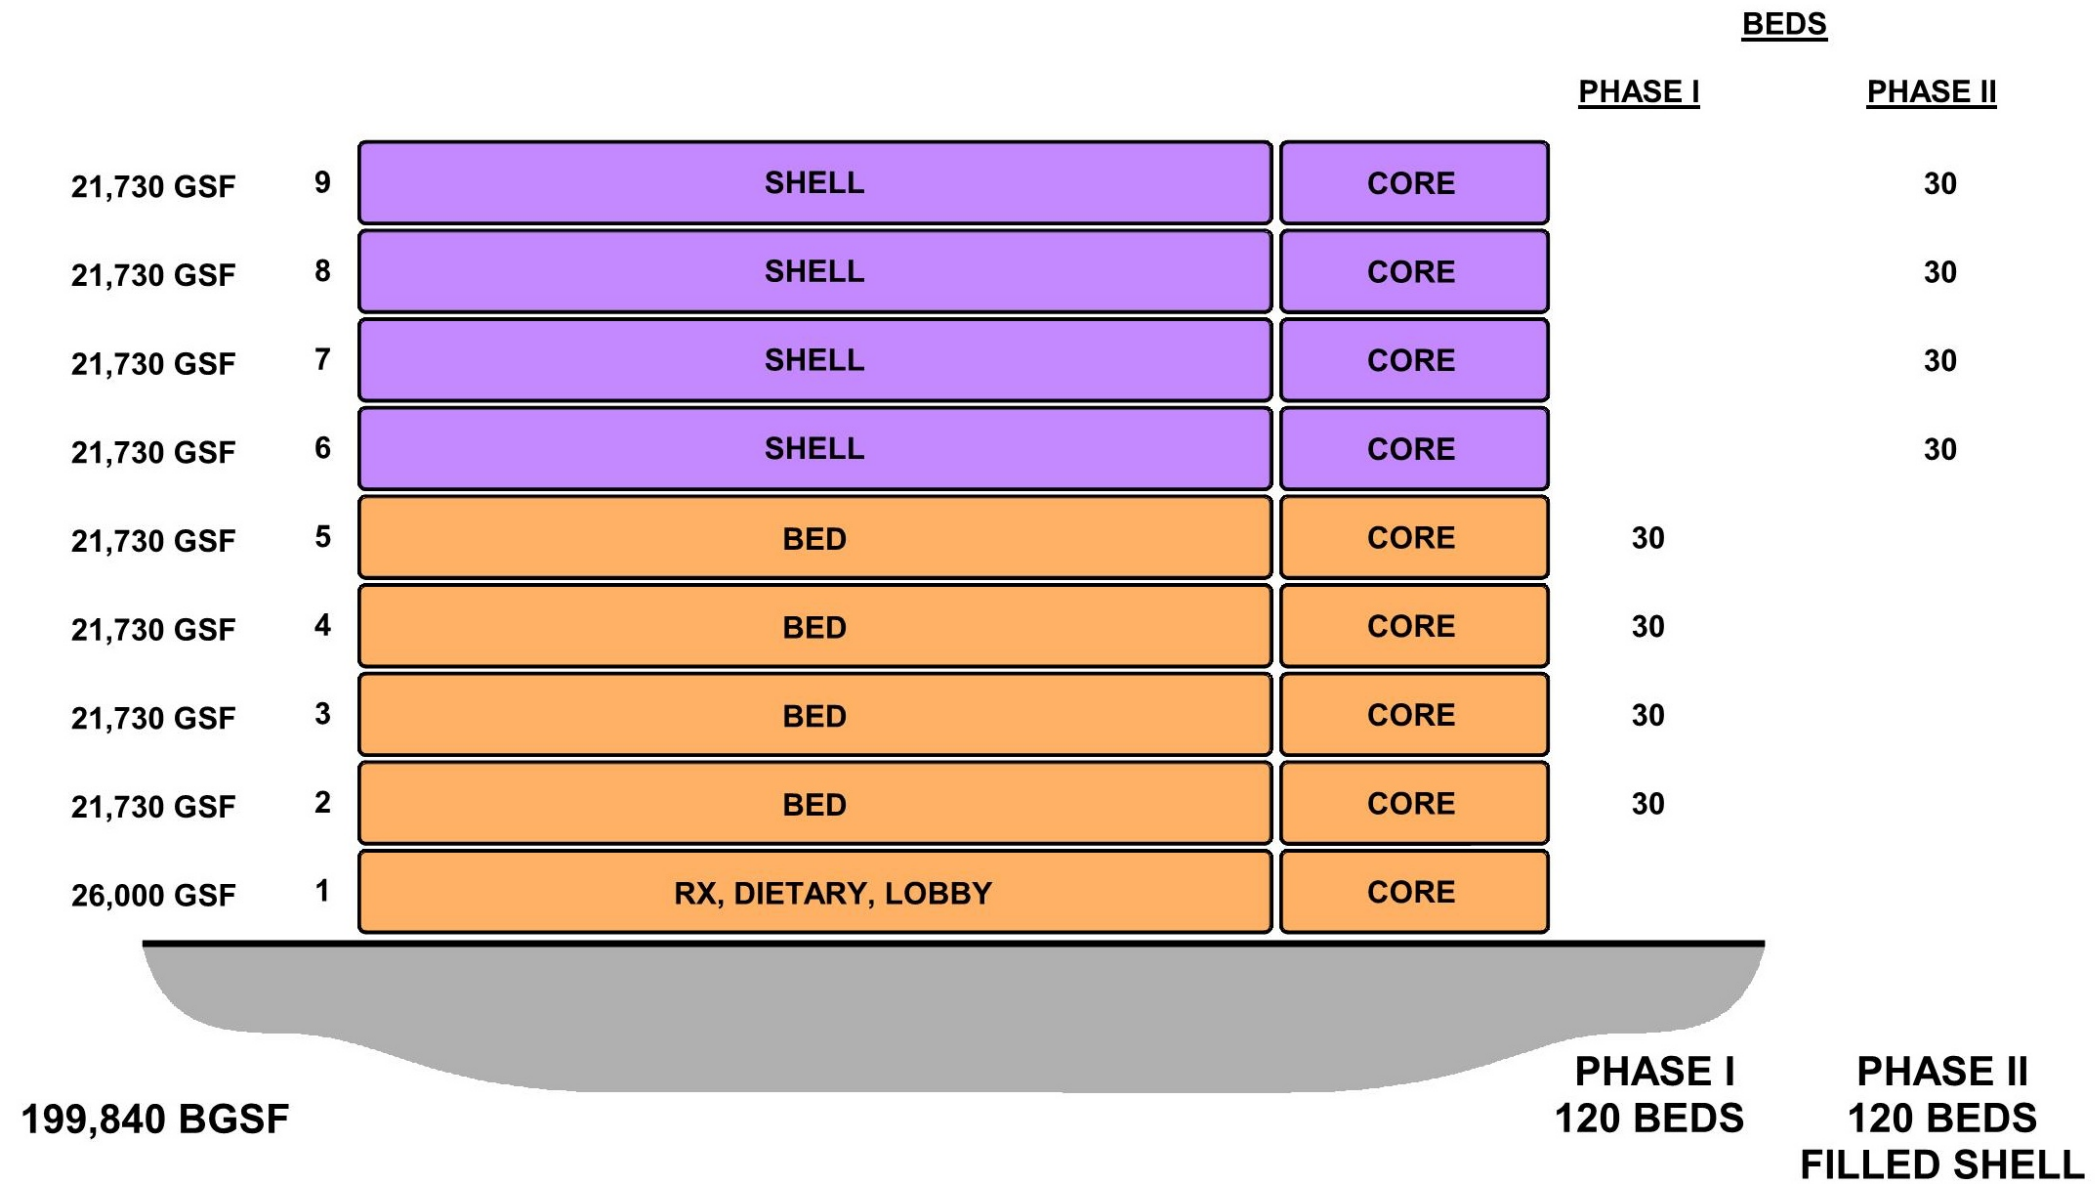 BEDS
PHASE I PHASE II
21,730 GSF 9 SHELL CORE 30
21,730 GSF 8 SHELL CORE 30
21,730 GSF 7 SHELL CORE 30
21,730 GSF 6 SHELL CORE 30
21,730 GSF 5 BED CORE 30
21,730 GSF 4 BED CORE 30
21,730 GSF 3 BED CORE 30
21,730 GSF 2 BED CORE 30
26,000 GSF 1 RX, DIETARY, LOBBY CORE
199,840 BGSF
PHASE I
120 BEDS
PHASE II
120 BEDS
FILLED SHELL